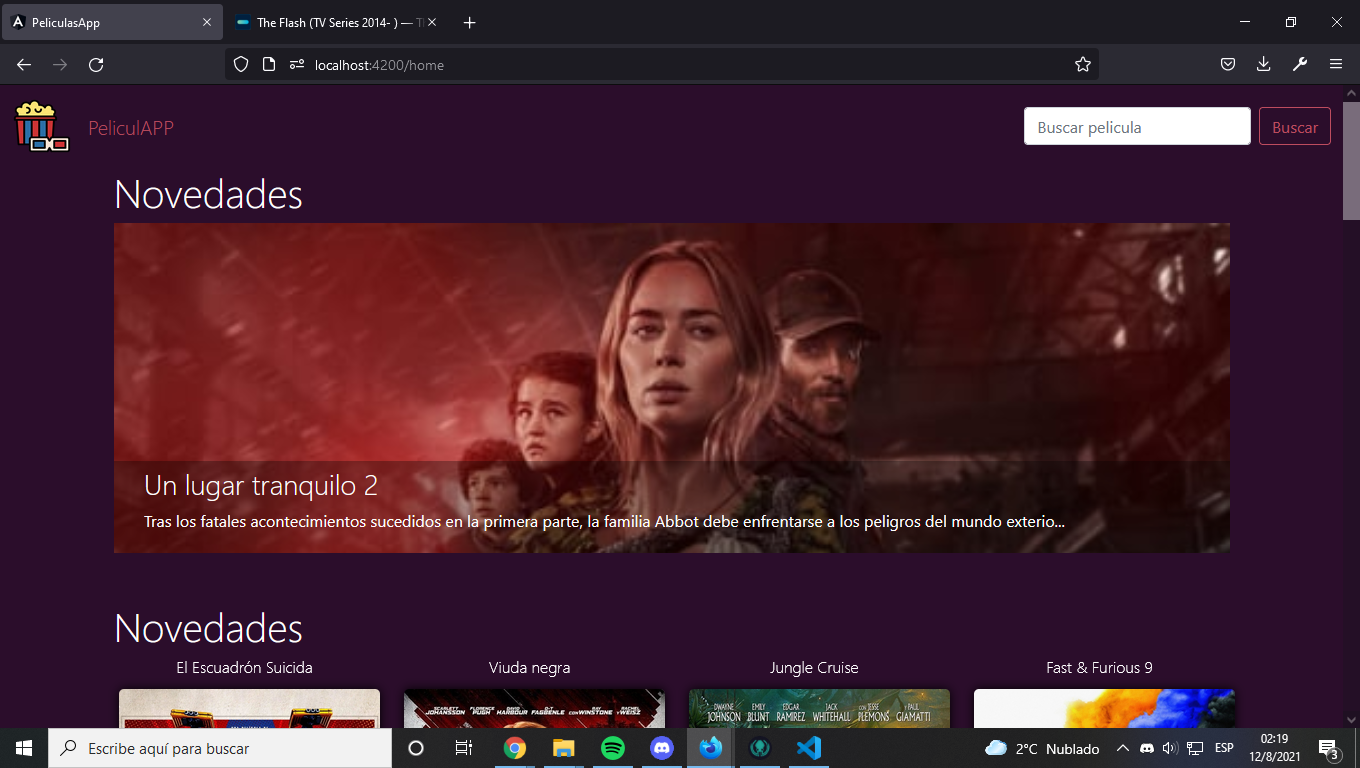 PeliculasApp
The Flash (TV Series 2014- ) — Th
localhost:4200/home
PeliculAPP
Buscar pelicula
Buscar
Novedades
Un lugar tranquilo 2
Tras los fatales acontecimientos sucedidos en la primera parte, la familia Abbot debe enfrentarse a los peligros del mundo exterio...
Novedades
El Escuadrón Suicida
Viuda negra
Jungle Cruise
Fast & Furious 9
SCARLETT JOHANSSON
FLORENCE PUGH
DAVID HARBOUR
O-T FAGBENLE
CON
RAY WINSTONE
Y
RACHEL WEISZ
DWAYNE JOHNSON
EMILY BLUNT
EDGAR RAMIREZ
JACK WHITEHALL
CON JESSE PLEMONS
Y PAUL GIAMATTI
Escribe aquí para buscar
2°C Nublado
ESP
02:19
12/8/2021
3